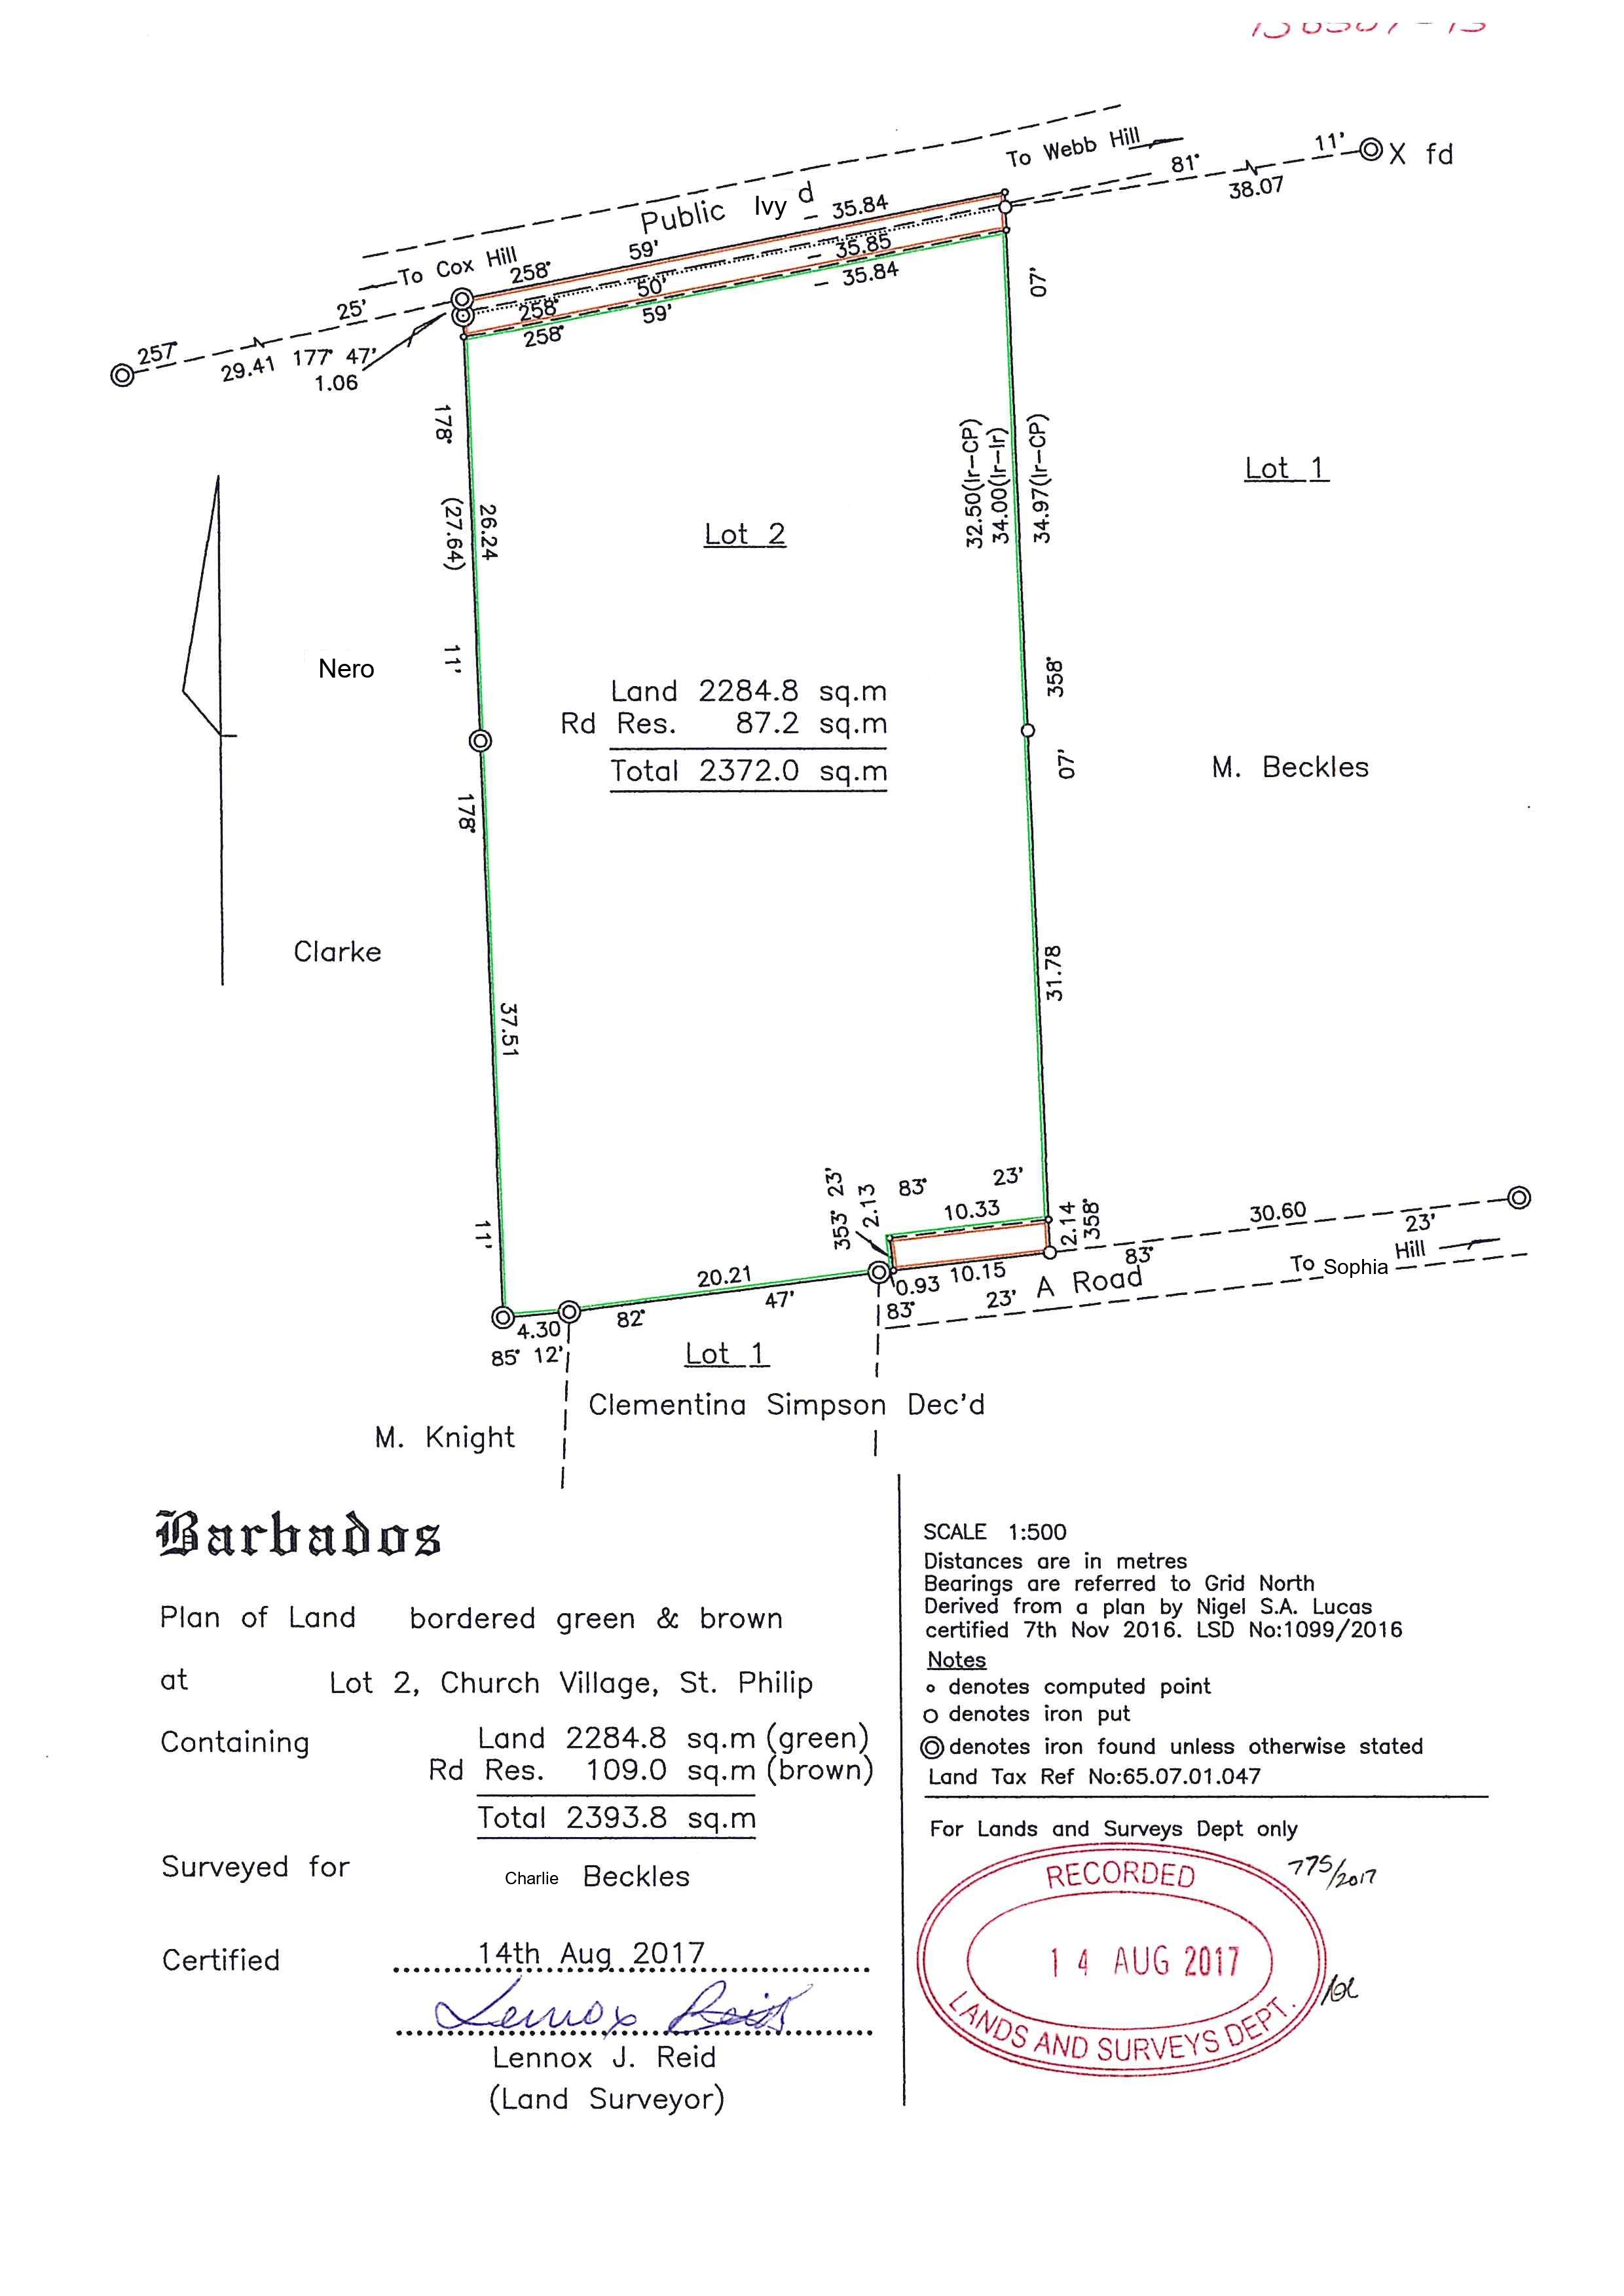 To Webb Hill
11'
X fd
81°
38.07
Public Ivy d
– 35.84
59'
– 35.85
To Cox Hill
258°
– 35.84
50'
25'
258°
59'
258°
07'
257°
29.41
177° 47'
1.06
178°
32.50(Ir–CP)
34.00(Ir–Ir)
34.97(Ir–CP)
Lot 1
(27.64)
26.24
Lot 2
11'
Nero
358°
Land 2284.8 sq.m
Rd Res. 87.2 sq.m
Total 2372.0 sq.m
07'
M. Beckles
178°
Clarke
31.78
37.51
353° 23'
2.13
83°
23'
10.33
2.14
358°
30.60
23'
11'
83°
To Sophia Hill
20.21
0.93
10.15
A Road
47'
83°
23'
82°
4.30
85° 12'
Lot 1
Clementina Simpson Dec'd
M. Knight
Barbados
Plan of Land bordered green & brown
at Lot 2, Church Village, St. Philip
Containing Land 2284.8 sq.m (green)
Rd Res. 109.0 sq.m (brown)
Total 2393.8 sq.m
Surveyed for Charlie Beckles
Certified 14th Aug 2017
Lennox Reid
Lennox J. Reid
(Land Surveyor)
SCALE 1:500
Distances are in metres
Bearings are referred to Grid North
Derived from a plan by Nigel S.A. Lucas
certified 7th Nov 2016. LSD No:1099/2016
Notes
denotes computed point
denotes iron put
denotes iron found unless otherwise stated
Land Tax Ref No:65.07.01.047
For Lands and Surveys Dept only
775/2017
RECORDED
14 AUG 2017
LANDS AND SURVEYS DEPT.